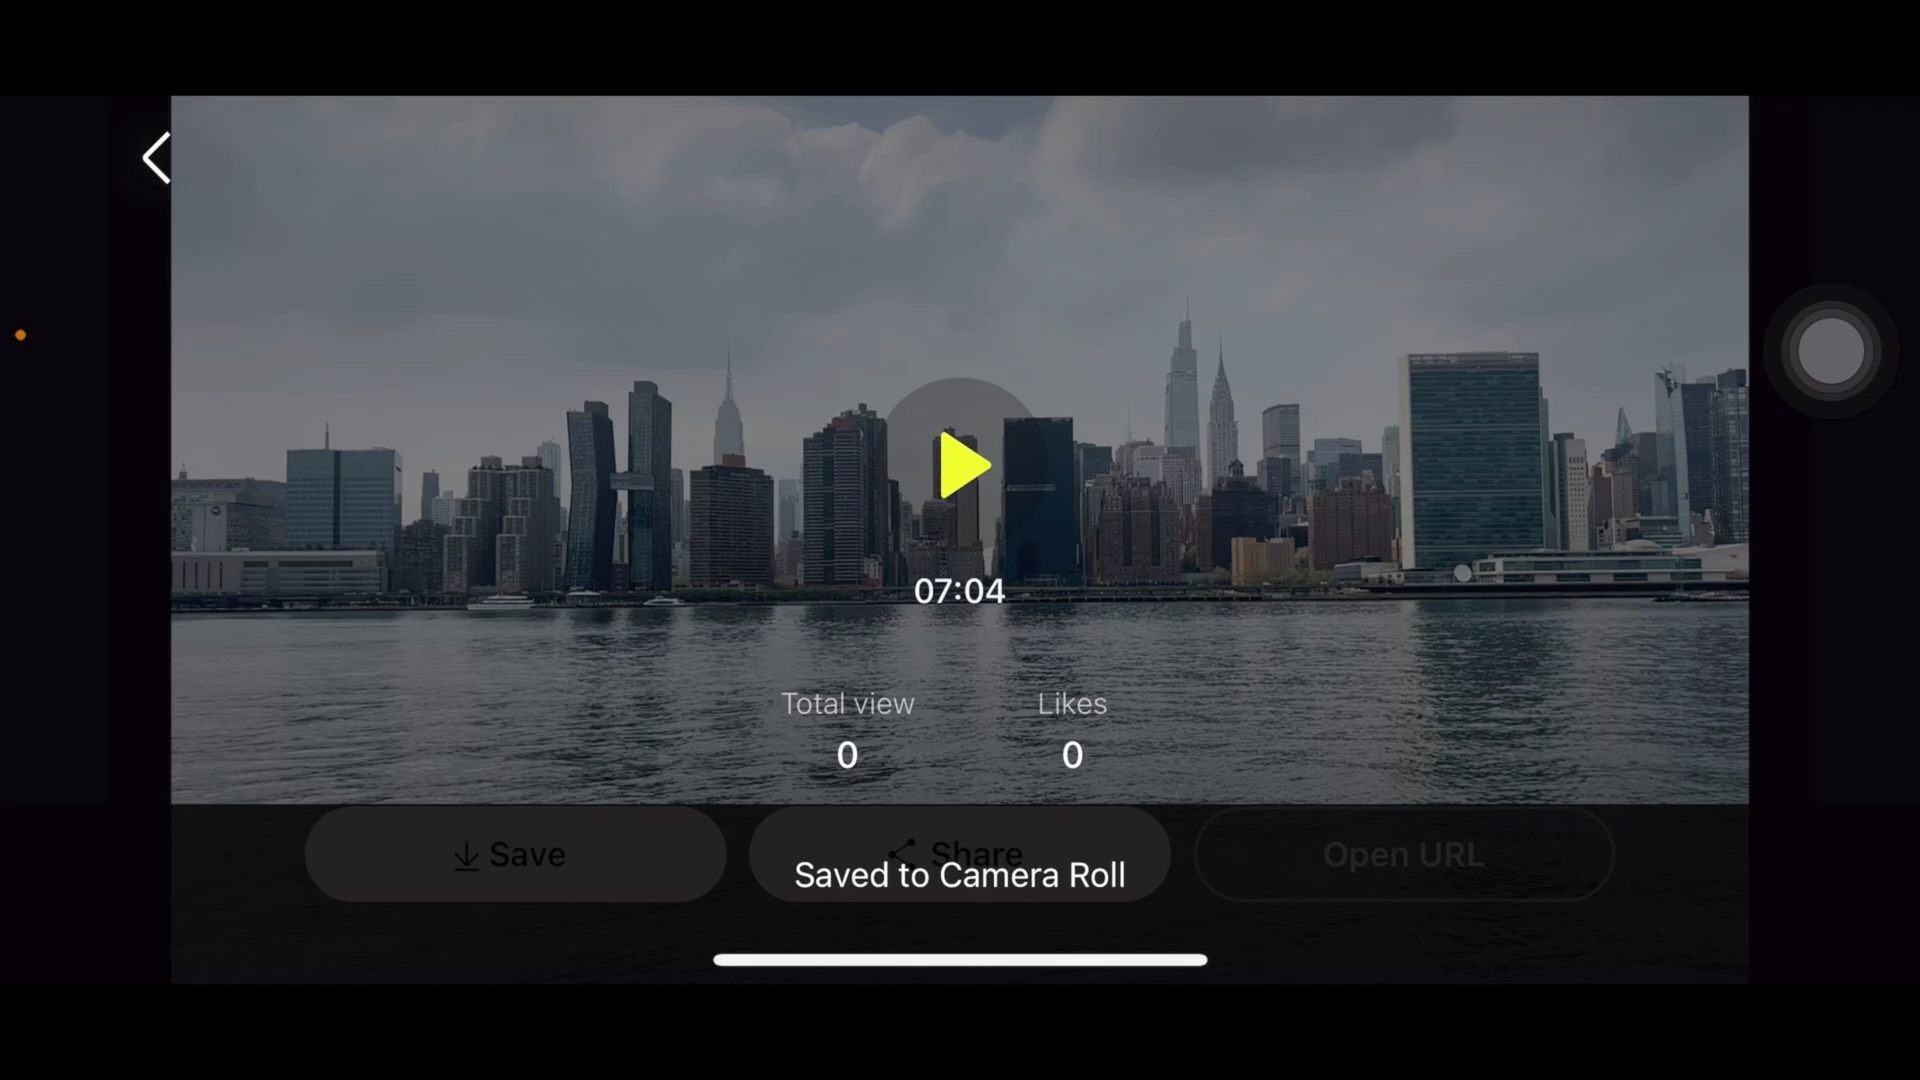 07:04
Total view
Likes
0
0
Save
Share
Open URL
Saved to Camera Roll